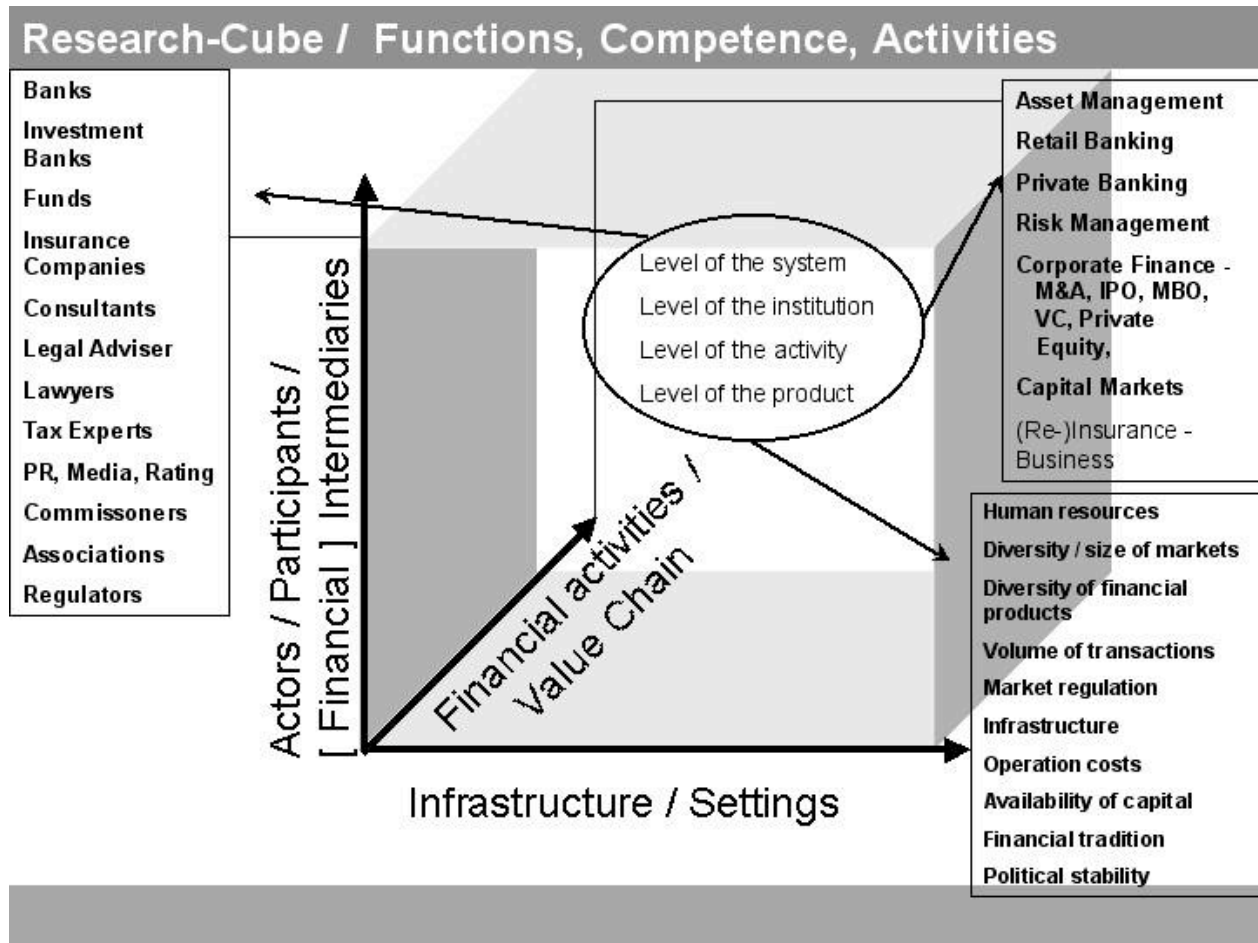 Research-Cube / Functions, Competence, Activities
Banks
Investment
Banks
Funds
Insurance
Companies
Consultants
Legal Adviser
Lawyers
Tax Experts
PR, Media, Rating
Commissoners
Associations
Regulators
Actors / Participants /
[ Financial ] Intermediaries
Financial activities /
Value Chain
Infrastructure / Settings
Level of the system
Level of the institution
Level of the activity
Level of the product
Asset Management
Retail Banking
Private Banking
Risk Management
Corporate Finance -
M&A, IPO, MBO,
VC, Private
Equity,
Capital Markets
(Re-)Insurance -
Business
Human resources
Diversity / size of markets
Diversity of financial
products
Volume of transactions
Market regulation
Infrastructure
Operation costs
Availability of capital
Financial tradition
Political stability